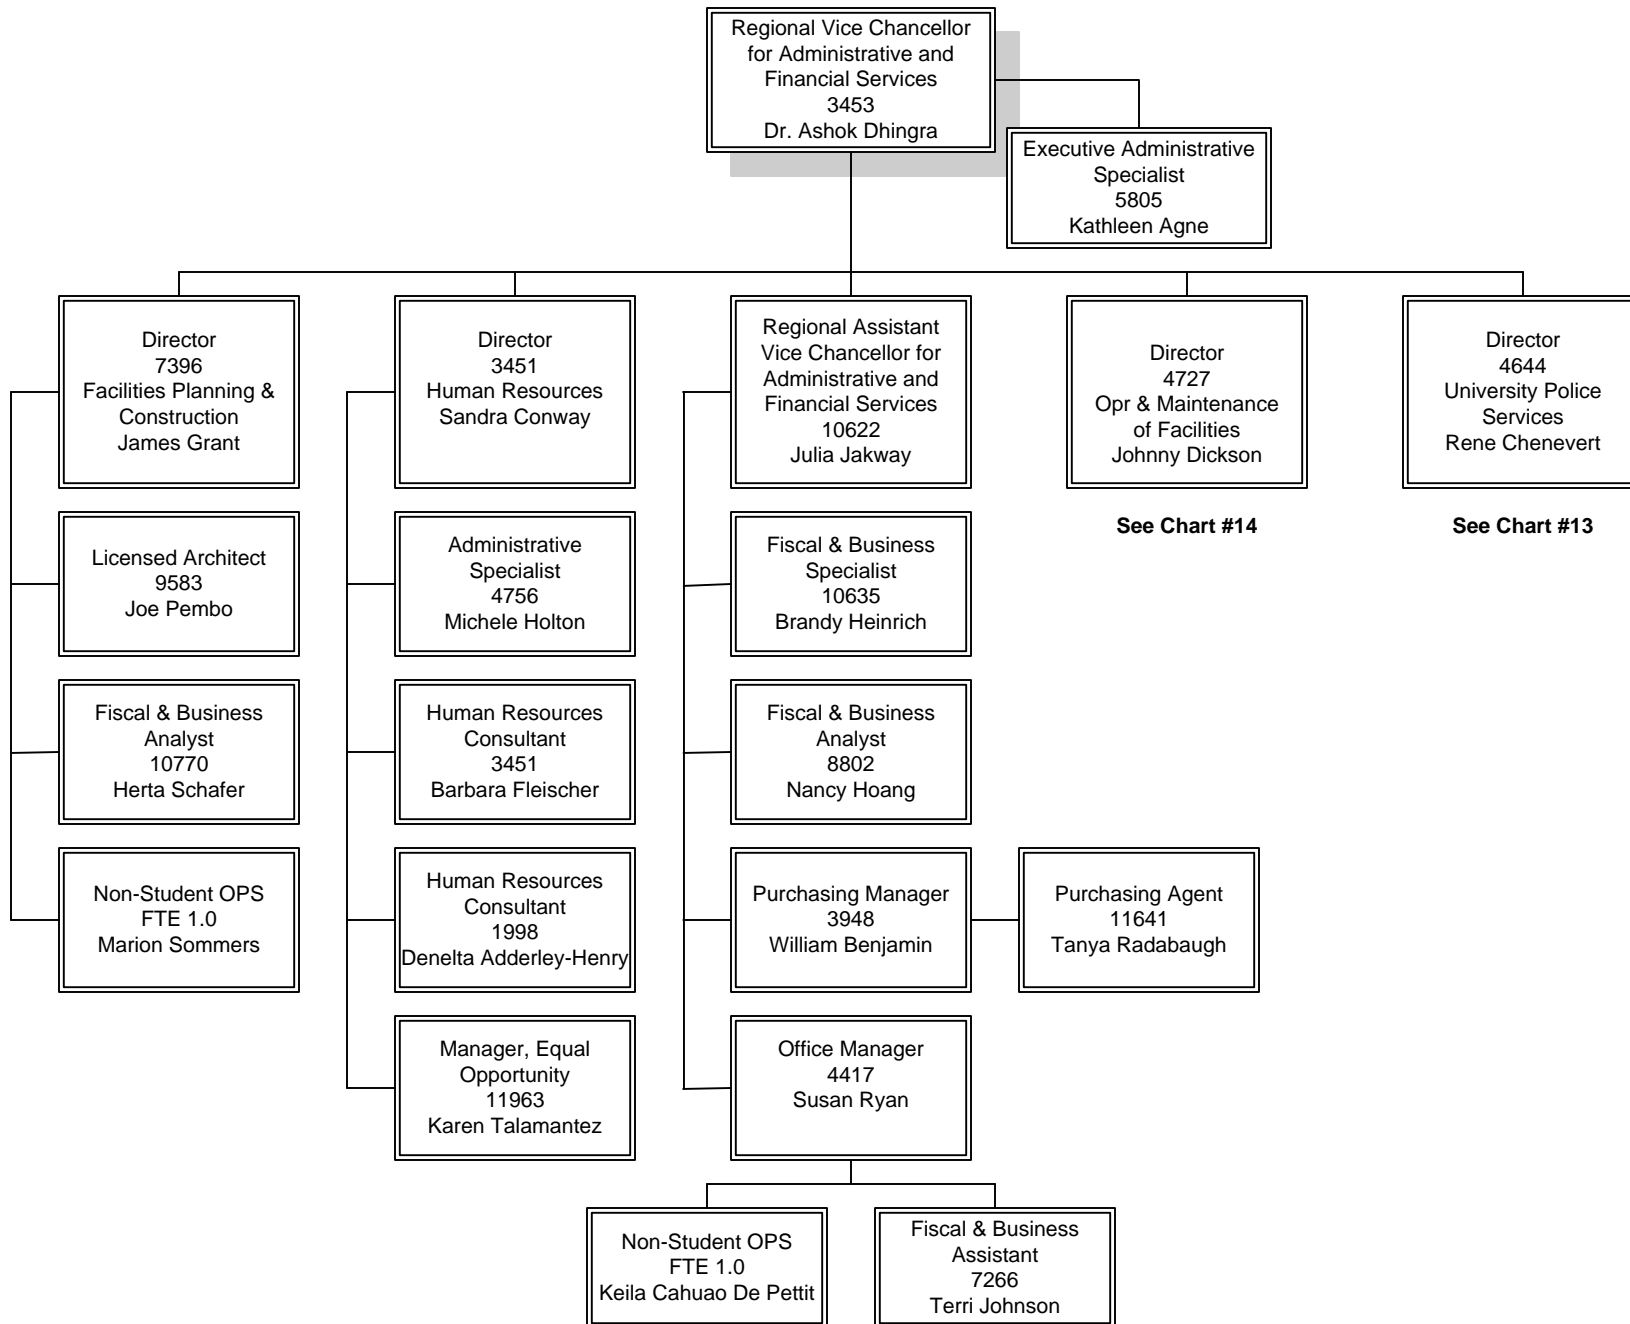 Regional Vice Chancellor
for Administrative and
Financial Services
3453
Dr. Ashok Dhingra
Executive Administrative
Specialist
5805
Kathleen Agne
Director
7396
Facilities Planning &
Construction
James Grant
Director
3451
Human Resources
Sandra Conway
Regional Assistant
Vice Chancellor for
Administrative and
Financial Services
10622
Julia Jakway
Director
4727
Opr & Maintenance
of Facilities
Johnny Dickson
Director
4644
University Police
Services
Rene Chenevert
See Chart #14
See Chart #13
Licensed Architect
9583
Joe Pembo
Administrative
Specialist
4756
Michele Holton
Fiscal & Business
Specialist
10635
Brandy Heinrich
Fiscal & Business
Analyst
10770
Herta Schafer
Human Resources
Consultant
3451
Barbara Fleischer
Fiscal & Business
Analyst
8802
Nancy Hoang
Non-Student OPS
FTE 1.0
Marion Sommers
Human Resources
Consultant
1998
Denelta Adderley-Henry
Purchasing Manager
3948
William Benjamin
Purchasing Agent
11641
Tanya Radabaugh
Manager, Equal
Opportunity
11963
Karen Talamantez
Office Manager
4417
Susan Ryan
Non-Student OPS
FTE 1.0
Keila Cahuao De Pettit
Fiscal & Business
Assistant
7266
Terri Johnson